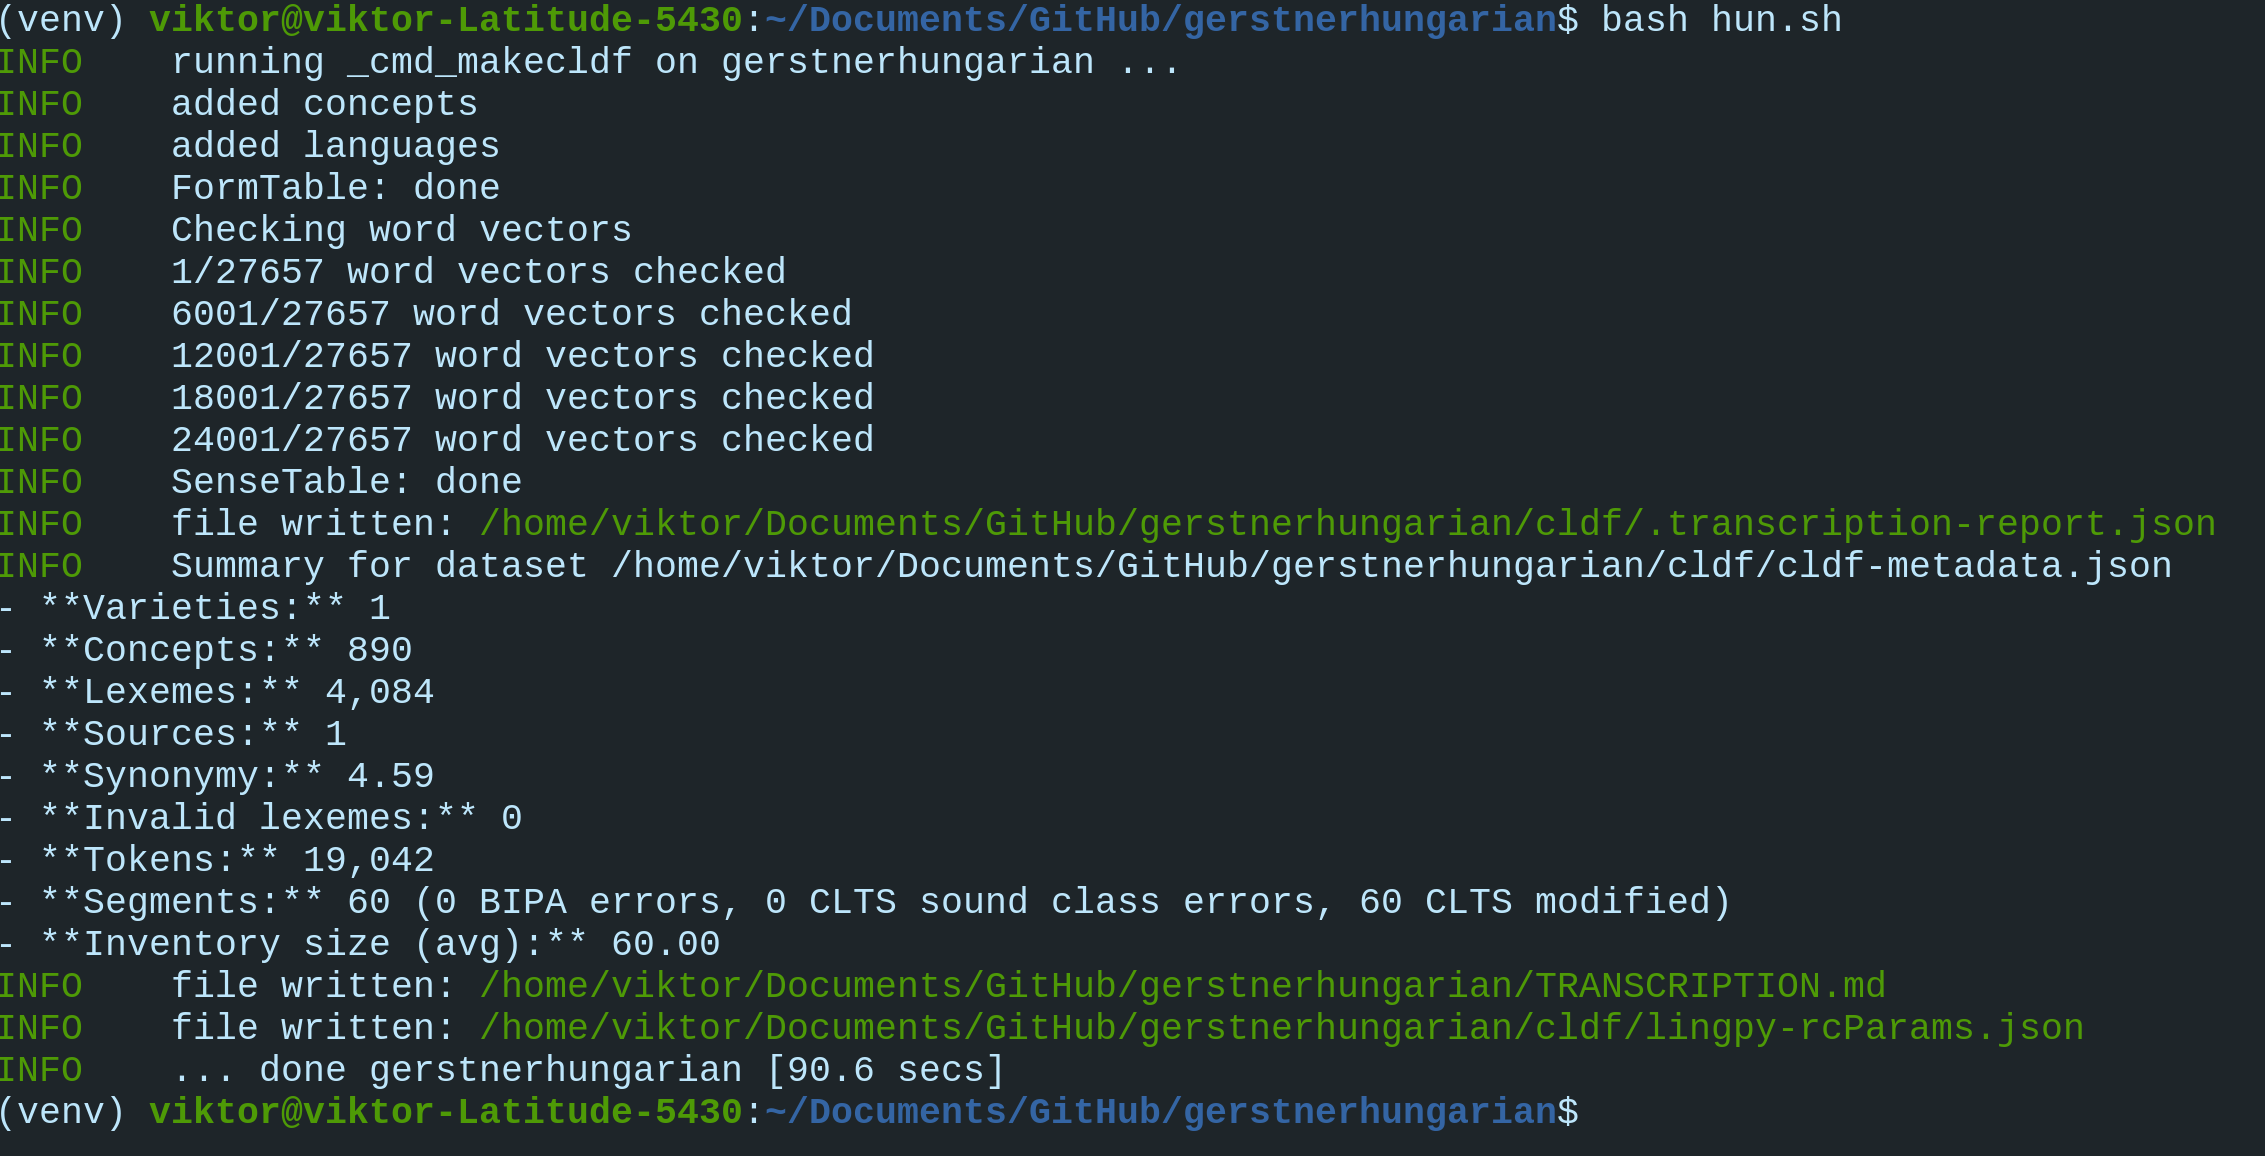 (venv) viktor@viktor-Latitude-5430:~/Documents/GitHub/gerstnerhungarian$ bash hun.sh
INFO    running _cmd_makecldf on gerstnerhungarian ...
INFO    added concepts
INFO    added languages
INFO    FormTable: done
INFO    Checking word vectors
INFO    1/27657 word vectors checked
INFO    6001/27657 word vectors checked
INFO    12001/27657 word vectors checked
INFO    18001/27657 word vectors checked
INFO    24001/27657 word vectors checked
INFO    SenseTable: done
INFO    file written: /home/viktor/Documents/GitHub/gerstnerhungarian/cldf/.transcription-report.json
INFO    Summary for dataset /home/viktor/Documents/GitHub/gerstnerhungarian/cldf/cldf-metadata.json
- **Varieties:** 1
- **Concepts:** 890
- **Lexemes:** 4,084
- **Sources:** 1
- **Synonymy:** 4.59
- **Invalid lexemes:** 0
- **Tokens:** 19,042
- **Segments:** 60 (0 BIPA errors, 0 CLTS sound class errors, 60 CLTS modified)
- **Inventory size (avg):** 60.00
INFO    file written: /home/viktor/Documents/GitHub/gerstnerhungarian/TRANSCRIPTION.md
INFO    file written: /home/viktor/Documents/GitHub/gerstnerhungarian/cldf/lingpy-rcParams.json
INFO    ... done gerstnerhungarian [90.6 secs]
(venv) viktor@viktor-Latitude-5430:~/Documents/GitHub/gerstnerhungarian$